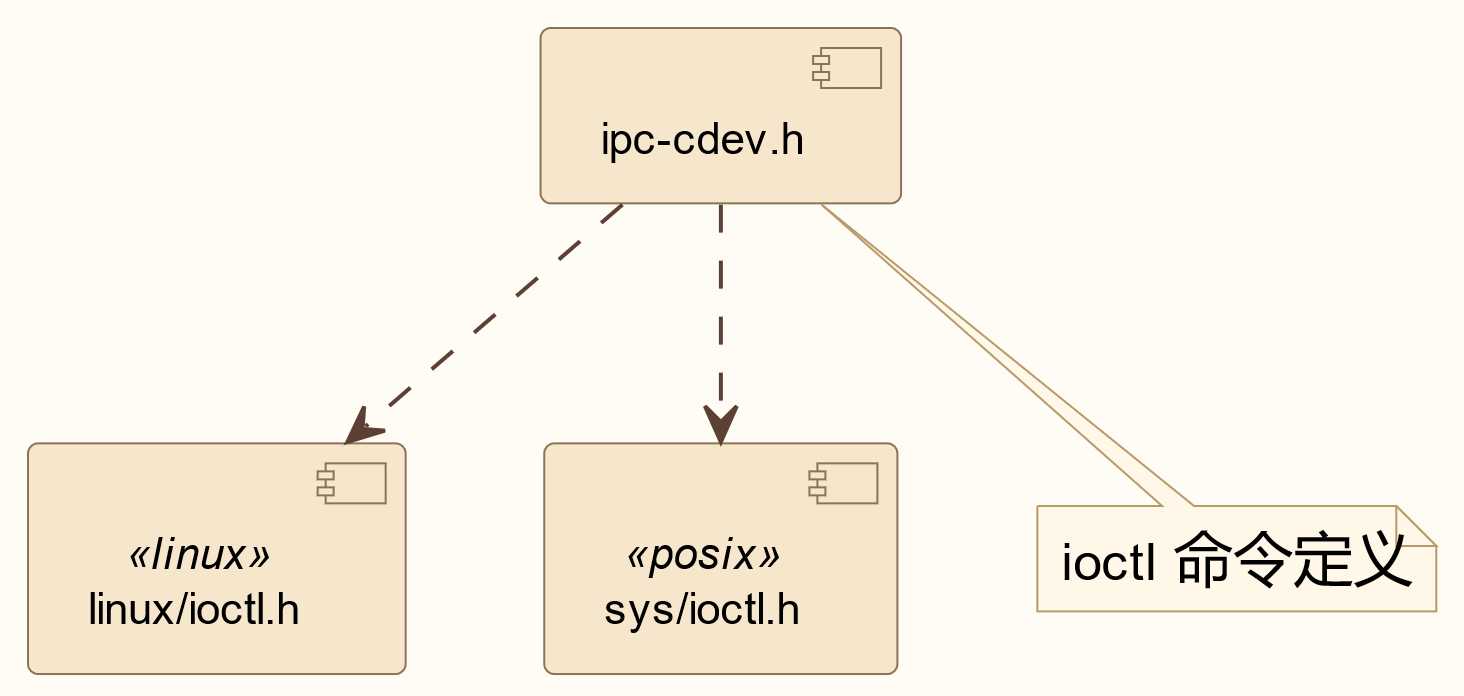 ipc-cdev.h
«linux»
linux/ioctl.h
«posix»
sys/ioctl.h
ioctl 命令定义